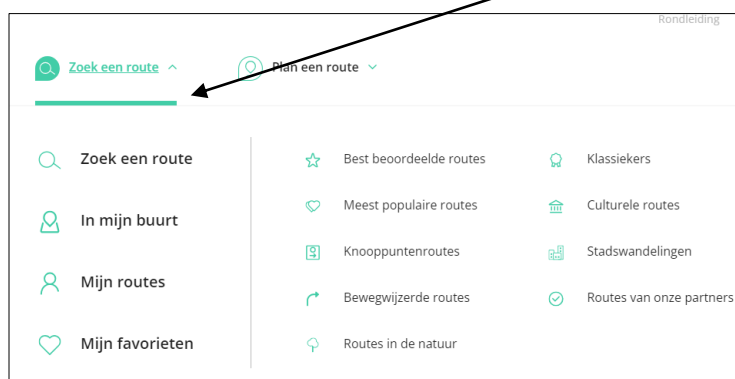 Rondleiding
Zoek een route
Plan een route
Zoek een route
In mijn buurt
Mijn routes
Mijn favorieten
Best beoordeelde routes
Meest populaire routes
Knooppuntenroutes
Bewegwijzerde routes
Routes in de natuur
Klassiekers
Culturele routes
Stadswandelingen
Routes van onze partners